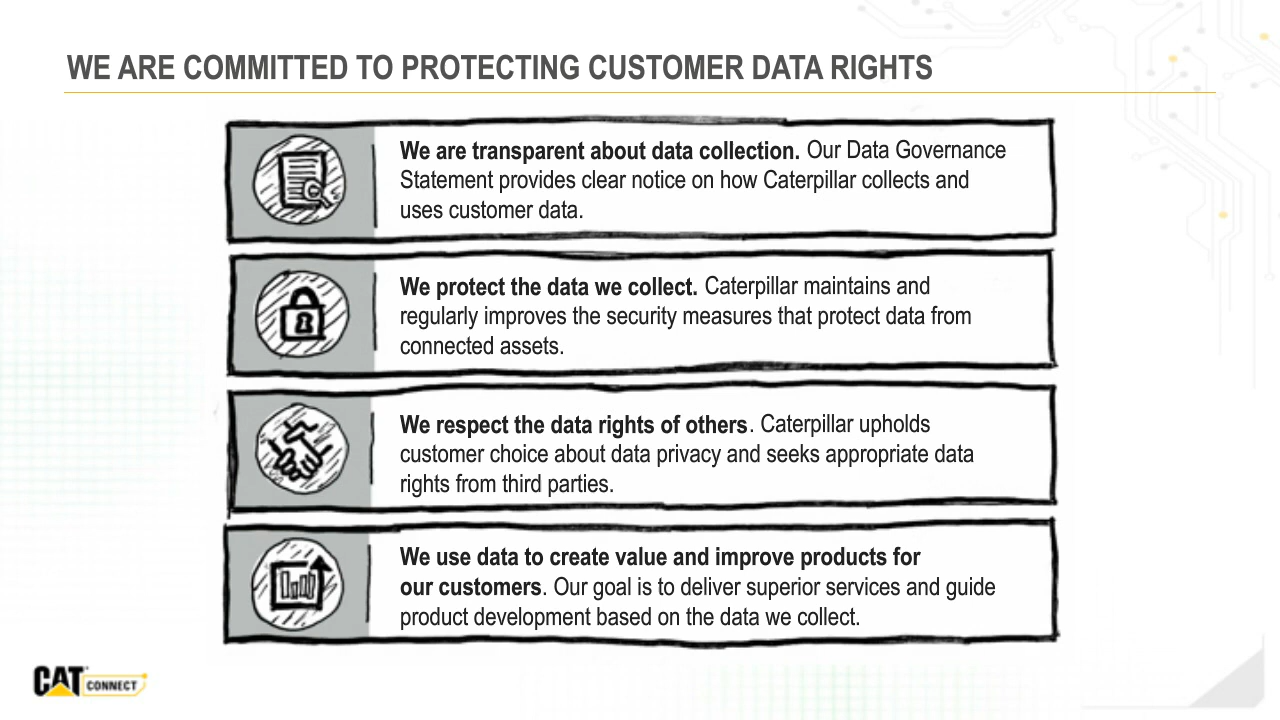 WE ARE COMMITTED TO PROTECTING CUSTOMER DATA RIGHTS
We are transparent about data collection. Our Data Governance
Statement provides clear notice on how Caterpillar collects and
uses customer data.
We protect the data we collect. Caterpillar maintains and
regularly improves the security measures that protect data from
connected assets.
We respect the data rights of others. Caterpillar upholds
customer choice about data privacy and seeks appropriate data
rights from third parties.
We use data to create value and improve products for
our customers. Our goal is to deliver superior services and guide
product development based on the data we collect.
CAT CONNECT